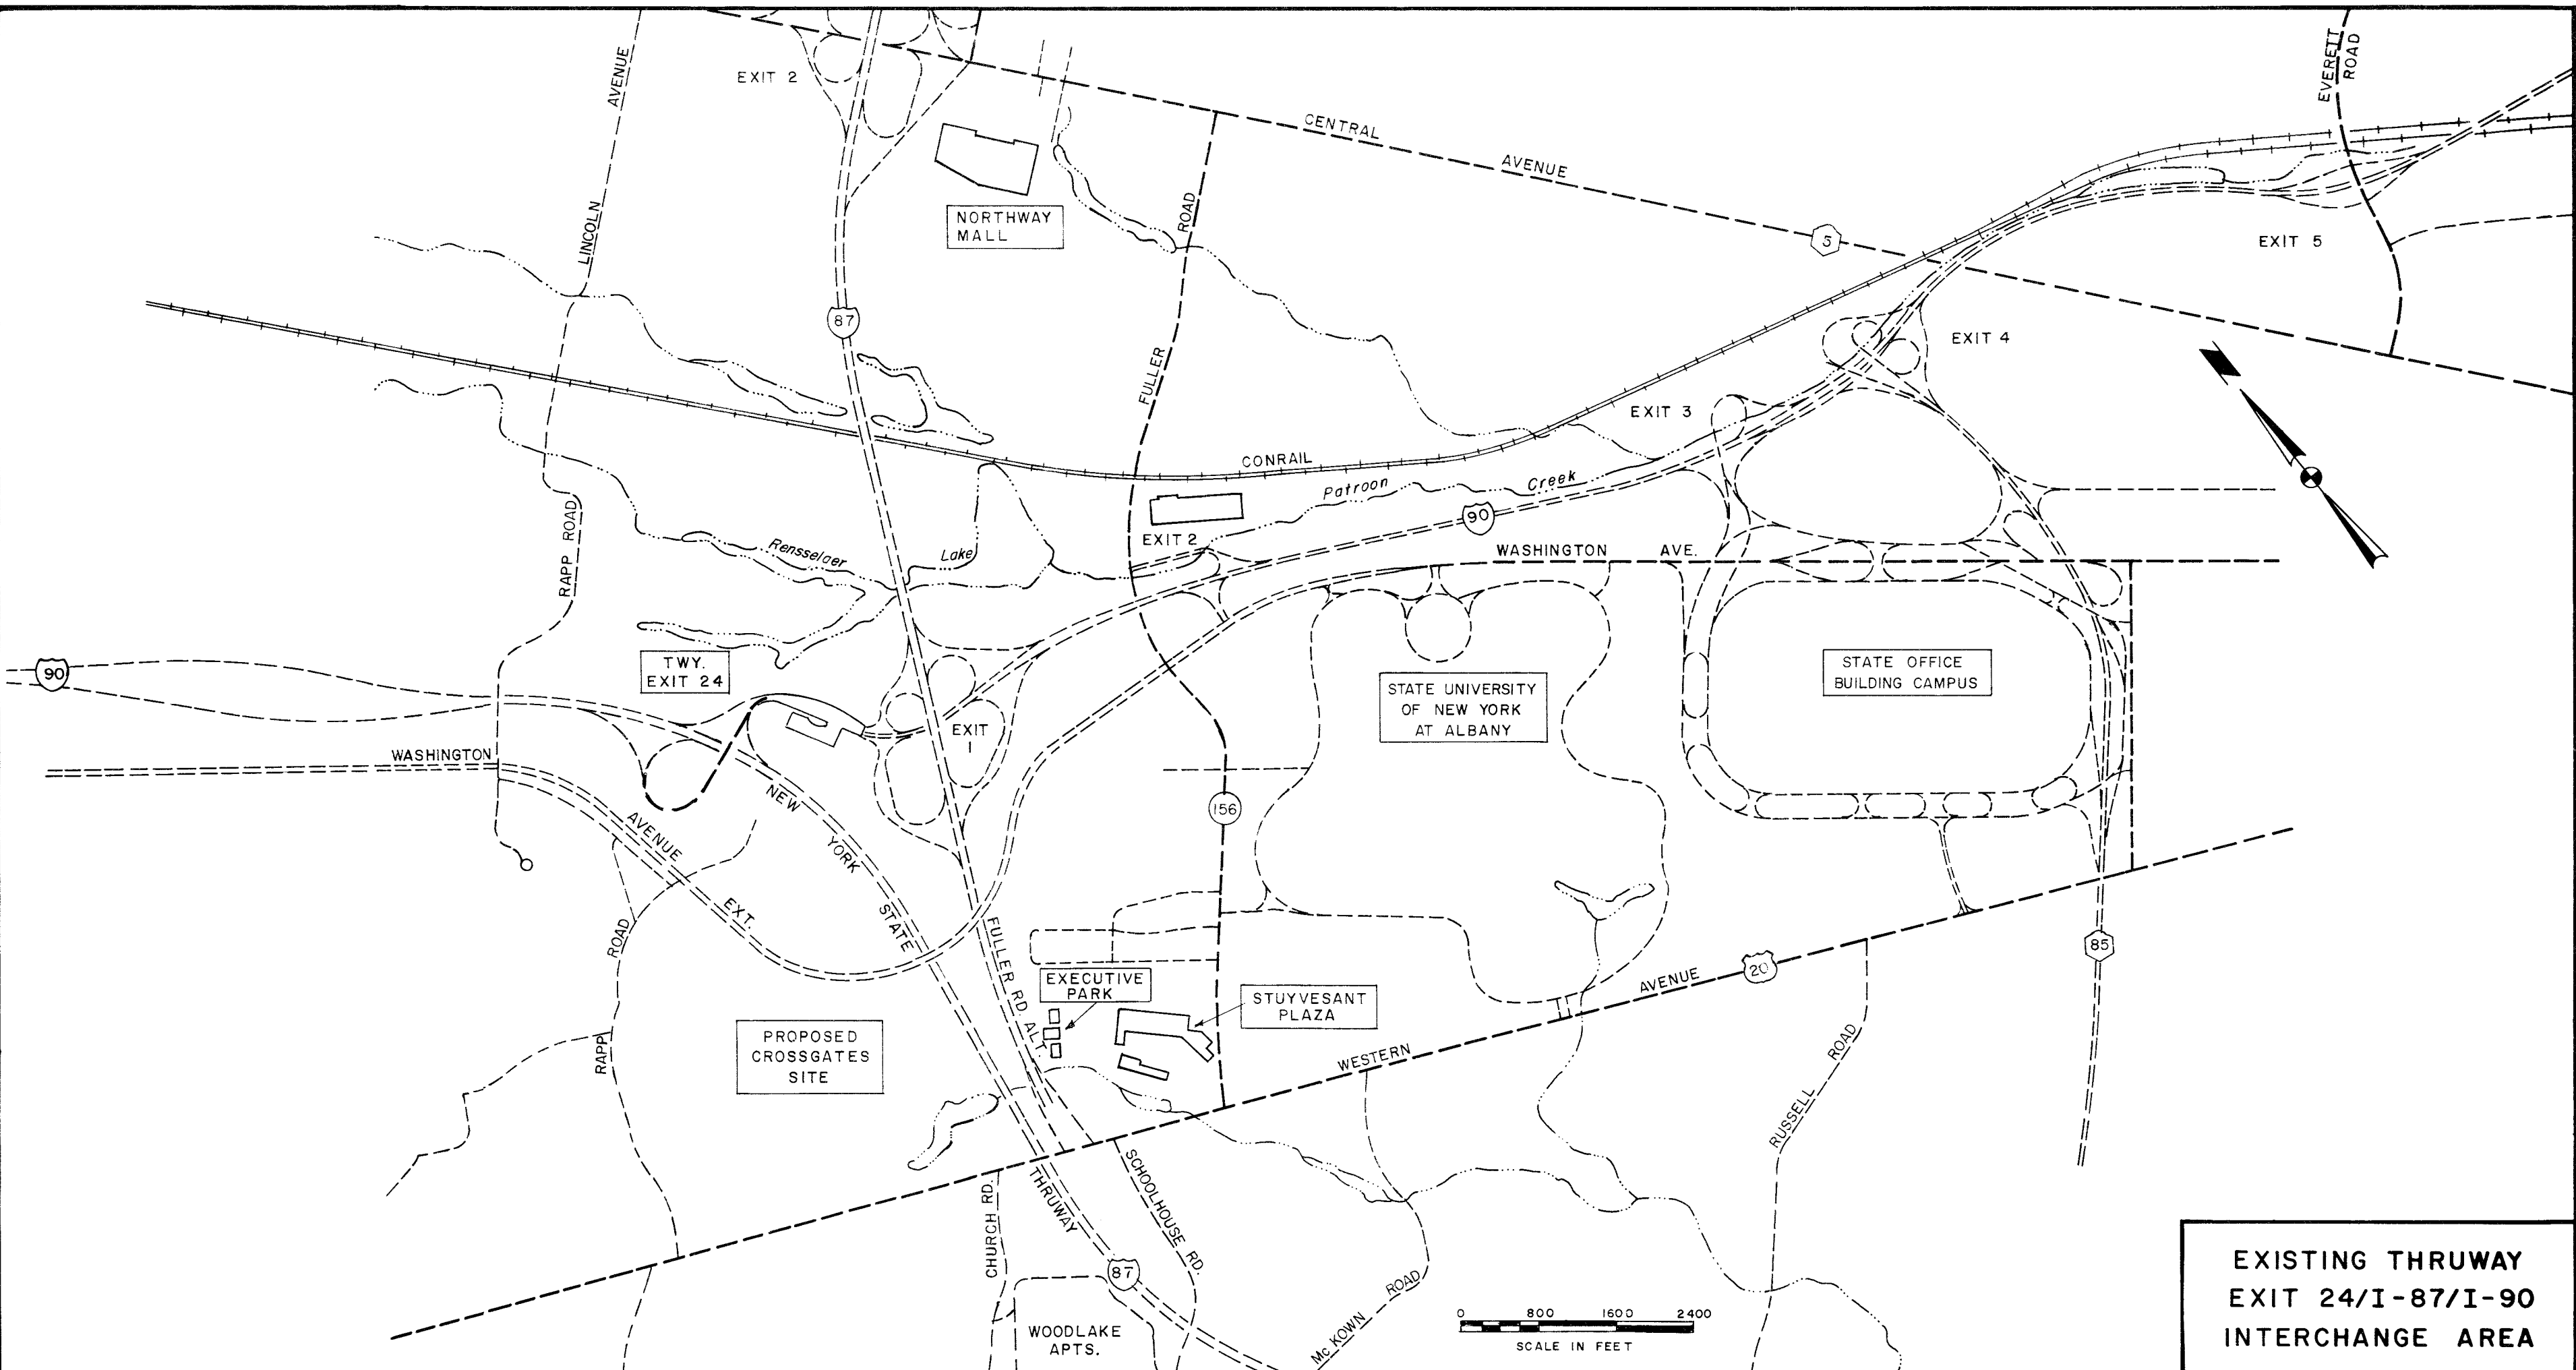 EXIT 2
LINCOLN AVENUE
NORTHWAY
MALL
FULLER ROAD
CENTRAL AVENUE
5
EVERETT
ROAD
EXIT 5
EXIT 4
EXIT 3
87
CONRAIL
Patroon Creek
90
EXIT 2
WASHINGTON AVE.
RAPP ROAD
Rensselaer Lake
90
TWY.
EXIT 24
EXIT
1
STATE UNIVERSITY
OF NEW YORK
AT ALBANY
STATE OFFICE
BUILDING CAMPUS
WASHINGTON AVENUE EXT.
NEW YORK STATE THRUWAY
156
RAPP ROAD
FULLER RD. ALT.
EXECUTIVE
PARK
STUYVESANT
PLAZA
PROPOSED
CROSSGATES
SITE
WESTERN AVENUE
20
85
RUSSELL ROAD
CHURCH RD.
SCHOOLHOUSE RD.
87
McKOWN ROAD
WOODLAKE
APTS.
0 800 1600 2400
SCALE IN FEET
EXISTING THRUWAY
EXIT 24/I-87/I-90
INTERCHANGE AREA